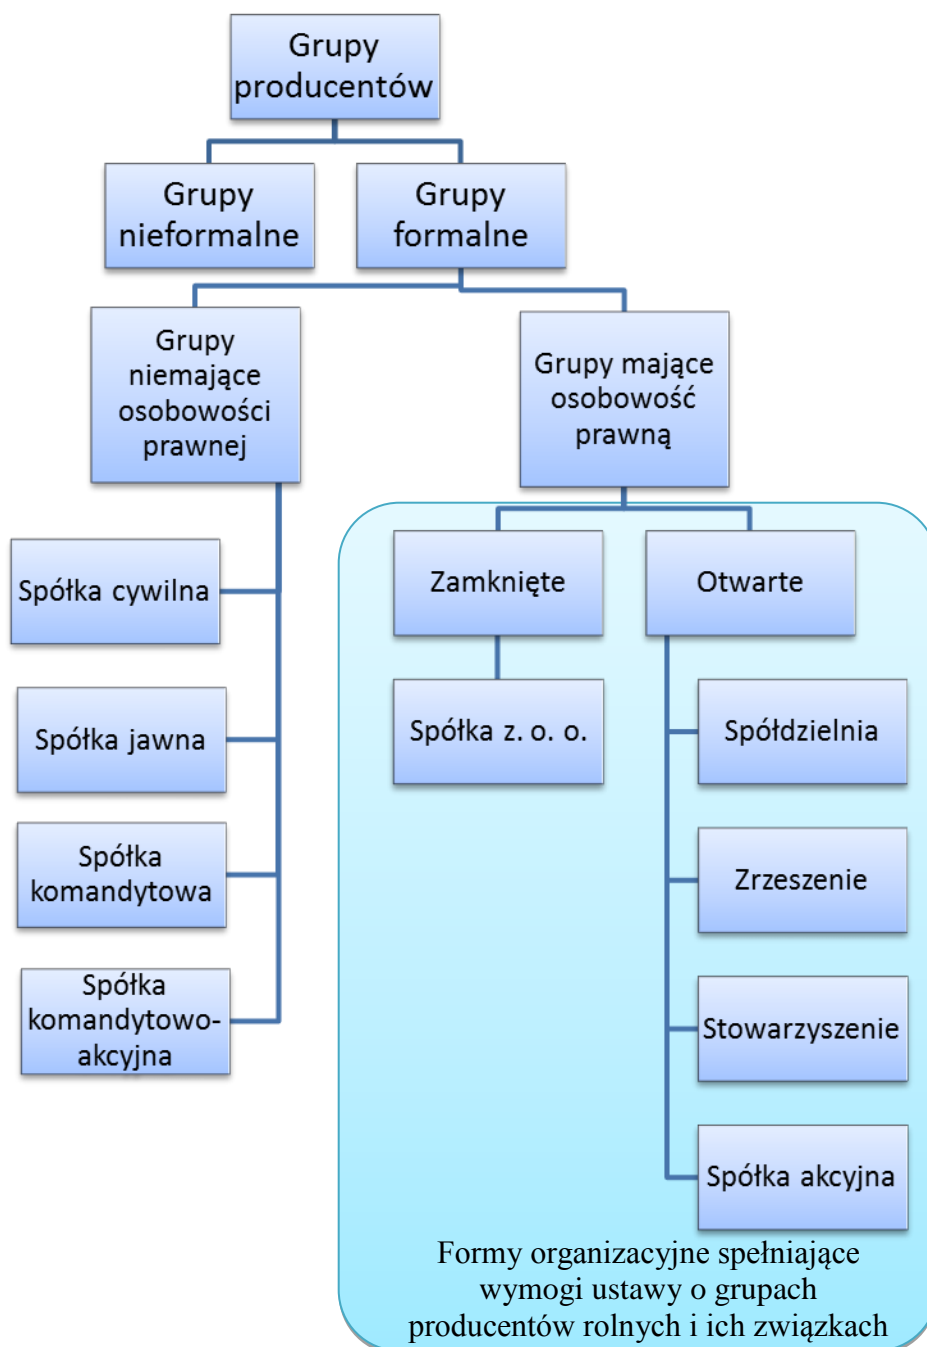 Grupy
producentów
Grupy
nieformalne
Grupy
formalne
Grupy
niemające
osobowości
prawnej
Grupy mające
osobowość
prawną
Spółka cywilna
Spółka jawna
Spółka
komandytowa
Spółka
komandytowo-
akcyjna
Zamknięte
Otwarte
Spółka z. o. o.
Spółdzielnia
Zrzeszenie
Stowarzyszenie
Spółka akcyjna
Formy organizacyjne spełniające
wymogi ustawy o grupach
producentów rolnych i ich związkach